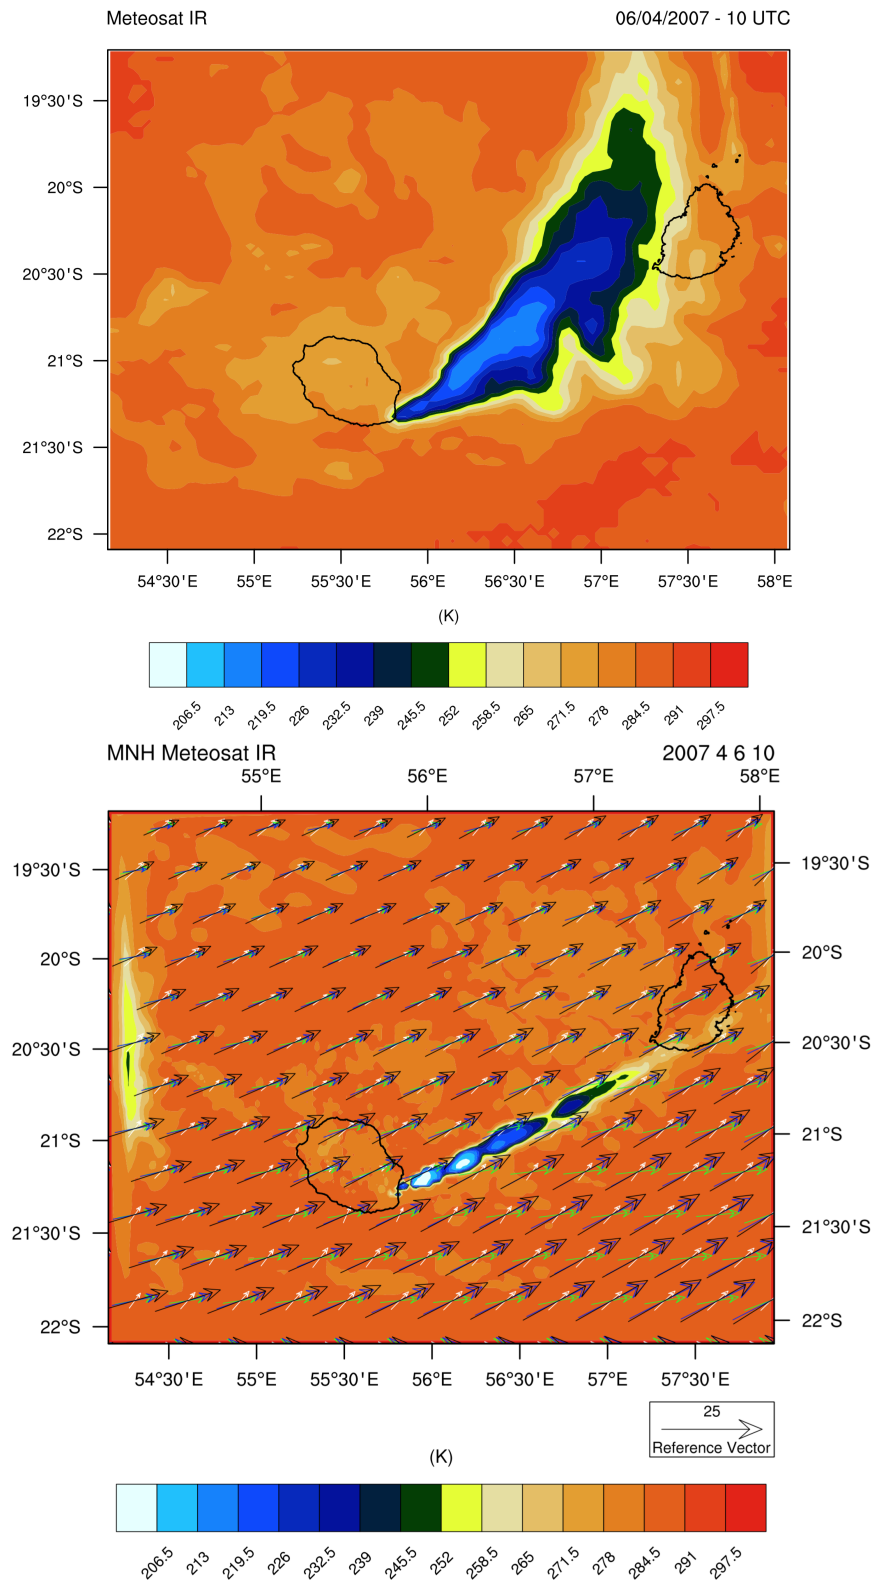 Meteosat IR 06/04/2007 - 10 UTC
19°30'S
20°S
20°30'S
21°S
21°30'S
22°S
54°30'E 55°E 55°30'E 56°E 56°30'E 57°E 57°30'E 58°E
(K)
206.5 213 219.5 226 232.5 239 245.5 252 258.5 265 271.5 278 284.5 291 297.5
MNH Meteosat IR 2007 4 6 10
55°E 56°E 57°E 58°E
19°30'S 19°30'S
20°S 20°S
20°30'S 20°30'S
21°S 21°S
21°30'S 21°30'S
22°S 22°S
54°30'E 55°E 55°30'E 56°E 56°30'E 57°E 57°30'E
25
Reference Vector
(K)
206.5 213 219.5 226 232.5 239 245.5 252 258.5 265 271.5 278 284.5 291 297.5